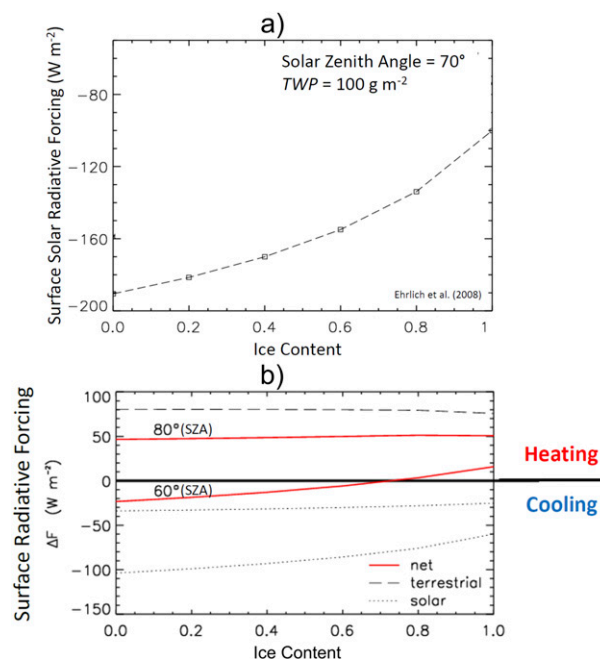 a)
Surface Solar Radiative Forcing (W m⁻²)
Solar Zenith Angle = 70°
TWP = 100 g m⁻²
-80
-120
-160
-200
Ehrlich et al. (2008)
0.0 0.2 0.4 0.6 0.8 1
Ice Content
b)
Surface Radiative Forcing
ΔF (W m⁻²)
100
50
0
-50
-100
-150
80°(SZA)
60°(SZA)
Heating
Cooling
net
terrestrial
solar
0.0 0.2 0.4 0.6 0.8 1.0
Ice Content